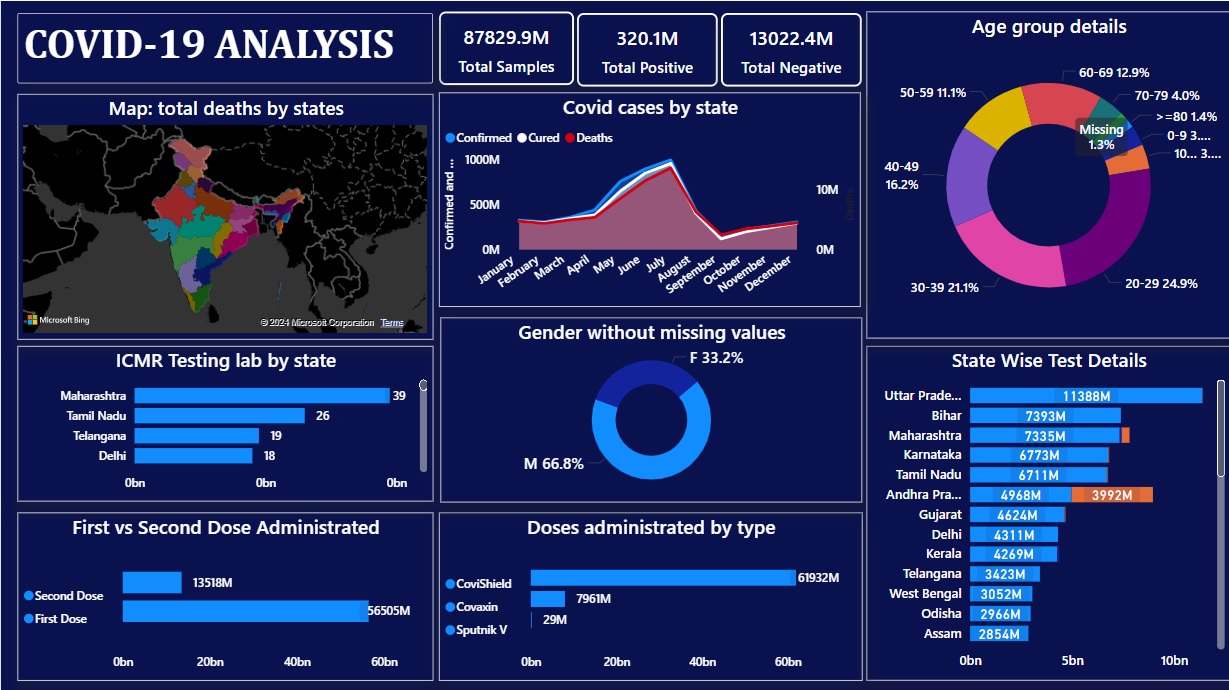 COVID-19 ANALYSIS
87829.9M
Total Samples
320.1M
Total Positive
13022.4M
Total Negative
Age group details
60-69 12.9%
70-79 4.0%
>=80 1.4%
0-9 3....
10... 3....
50-59 11.1%
40-49
16.2%
30-39 21.1%
20-29 24.9%
Missing
1.3%
Map: total deaths by states
Microsoft Bing
© 2024 Microsoft Corporation Terms
Covid cases by state
Confirmed Cured Deaths
Confirmed and ...
1000M
500M
0M
10M
0M
Deaths
January
February
March
April
May
June
July
August
September
October
November
December
ICMR Testing lab by state
Maharashtra 39
Tamil Nadu 26
Telangana 19
Delhi 18
0bn 0bn 0bn
Gender without missing values
F 33.2%
M 66.8%
State Wise Test Details
Uttar Prade... 11388M
Bihar 7393M
Maharashtra 7335M
Karnataka 6773M
Tamil Nadu 6711M
Andhra Pra... 4968M 3992M
Gujarat 4624M
Delhi 4311M
Kerala 4269M
Telangana 3423M
West Bengal 3052M
Odisha 2966M
Assam 2854M
0bn 5bn 10bn
First vs Second Dose Administrated
Second Dose
First Dose
13518M
56505M
0bn 20bn 40bn 60bn
Doses administrated by type
CoviShield
Covaxin
Sputnik V
61932M
7961M
29M
0bn 20bn 40bn 60bn